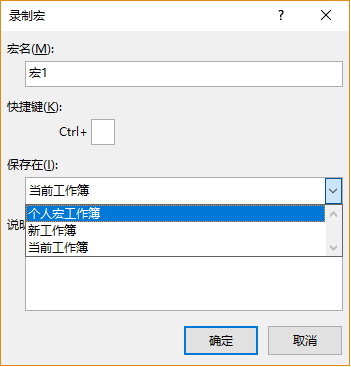 录制宏
?
宏名(M):
宏1
快捷键(K):
Ctrl+
保存在(I):
当前工作簿
个人宏工作簿
新工作簿
当前工作簿
确定
取消